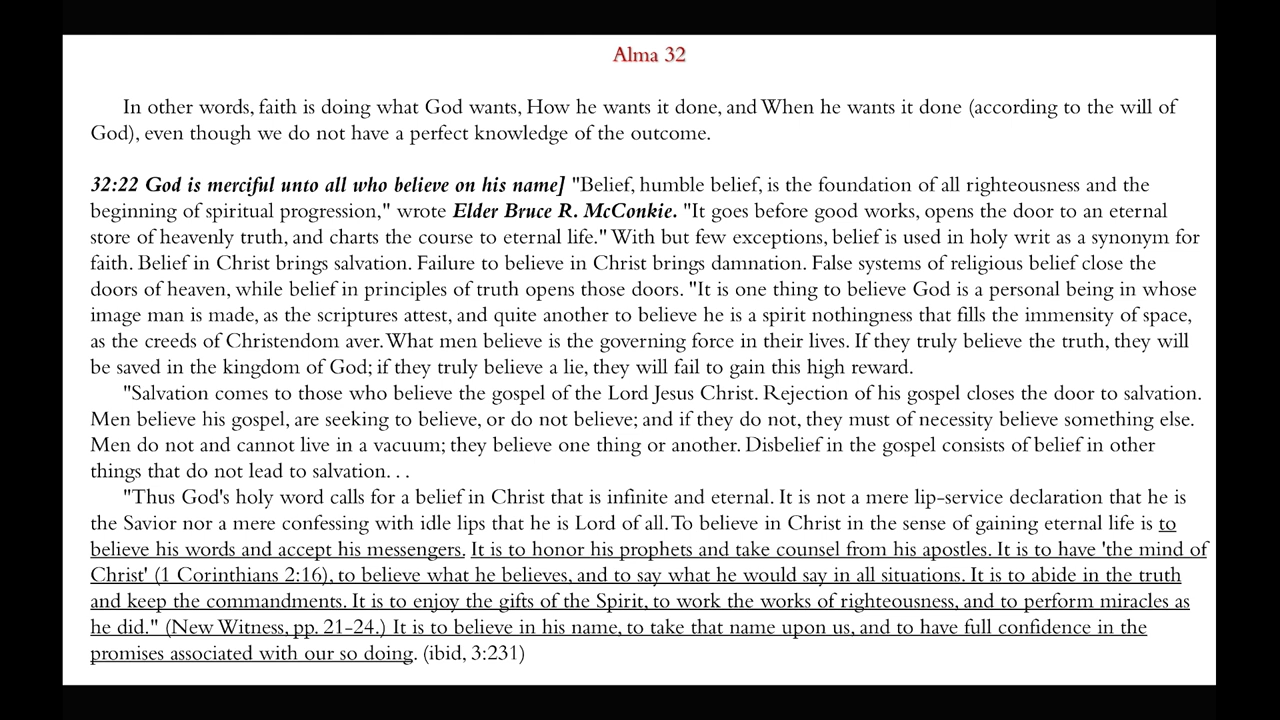 Alma 32
In other words, faith is doing what God wants, How he wants it done, and When he wants it done (according to the will of
God), even though we do not have a perfect knowledge of the outcome.
32:22 God is merciful unto all who believe on his name] "Belief, humble belief, is the foundation of all righteousness and the
beginning of spiritual progression," wrote Elder Bruce R. McConkie. "It goes before good works, opens the door to an eternal
store of heavenly truth, and charts the course to eternal life." With but few exceptions, belief is used in holy writ as a synonym for
faith. Belief in Christ brings salvation. Failure to believe in Christ brings damnation. False systems of religious belief close the
doors of heaven, while belief in principles of truth opens those doors. "It is one thing to believe God is a personal being in whose
image man is made, as the scriptures attest, and quite another to believe he is a spirit nothingness that fills the immensity of space,
as the creeds of Christendom aver. What men believe is the governing force in their lives. If they truly believe the truth, they will
be saved in the kingdom of God; if they truly believe a lie, they will fail to gain this high reward.
"Salvation comes to those who believe the gospel of the Lord Jesus Christ. Rejection of his gospel closes the door to salvation.
Men believe his gospel, are seeking to believe, or do not believe; and if they do not, they must of necessity believe something else.
Men do not and cannot live in a vacuum; they believe one thing or another. Disbelief in the gospel consists of belief in other
things that do not lead to salvation. . .
"Thus God's holy word calls for a belief in Christ that is infinite and eternal. It is not a mere lip-service declaration that he is
the Savior nor a mere confessing with idle lips that he is Lord of all. To believe in Christ in the sense of gaining eternal life is to
believe his words and accept his messengers. It is to honor his prophets and take counsel from his apostles. It is to have 'the mind of
Christ' (1 Corinthians 2:16), to believe what he believes, and to say what he would say in all situations. It is to abide in the truth
and keep the commandments. It is to enjoy the gifts of the Spirit, to work the works of righteousness, and to perform miracles as
he did." (New Witness, pp. 21-24.) It is to believe in his name, to take that name upon us, and to have full confidence in the
promises associated with our so doing. (ibid, 3:231)